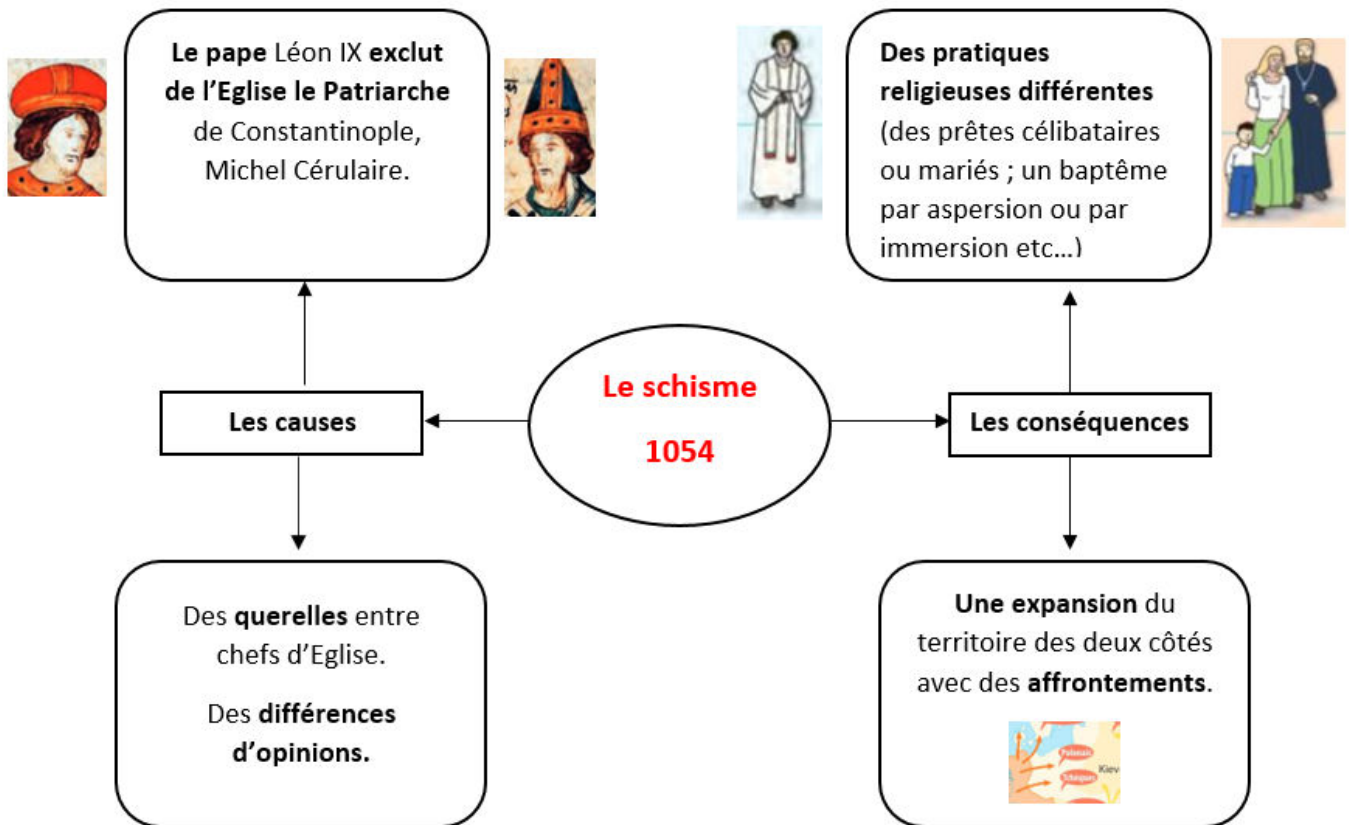 Le pape Léon IX exclut
de l'Eglise le Patriarche
de Constantinople,
Michel Cérulaire.
Des pratiques
religieuses différentes
(des prêtes célibataires
ou mariés ; un baptême
par aspersion ou par
immersion etc...)
Le schisme
1054
Les causes
Les conséquences
Des querelles entre
chefs d'Eglise.
Des différences
d'opinions.
Une expansion du
territoire des deux côtés
avec des affrontements.
Polonais
Tchèques
Kiev